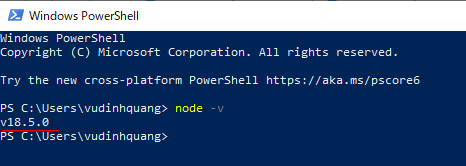 Windows PowerShell
Windows PowerShell
Copyright (C) Microsoft Corporation. All rights reserved.
Try the new cross-platform PowerShell https://aka.ms/pscore6
PS C:\Users\vudinhquang> node -v
v18.5.0
PS C:\Users\vudinhquang>